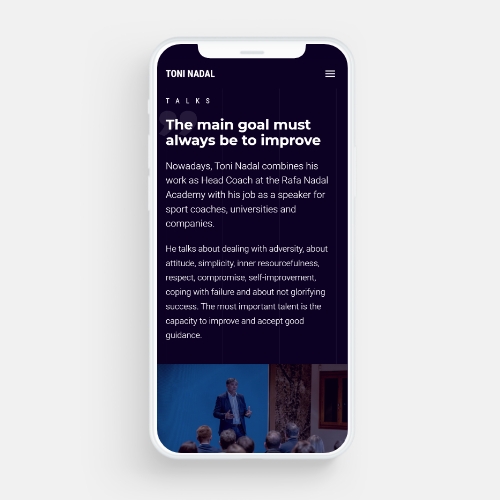 TONI NADAL
TALKS
The main goal must
always be to improve
Nowadays, Toni Nadal combines his
work as Head Coach at the Rafa Nadal
Academy with his job as a speaker for
sport coaches, universities and
companies.
He talks about dealing with adversity, about
attitude, simplicity, inner resourcefulness,
respect, compromise, self-improvement,
coping with failure and about not glorifying
success. The most important talent is the
capacity to improve and accept good
guidance.